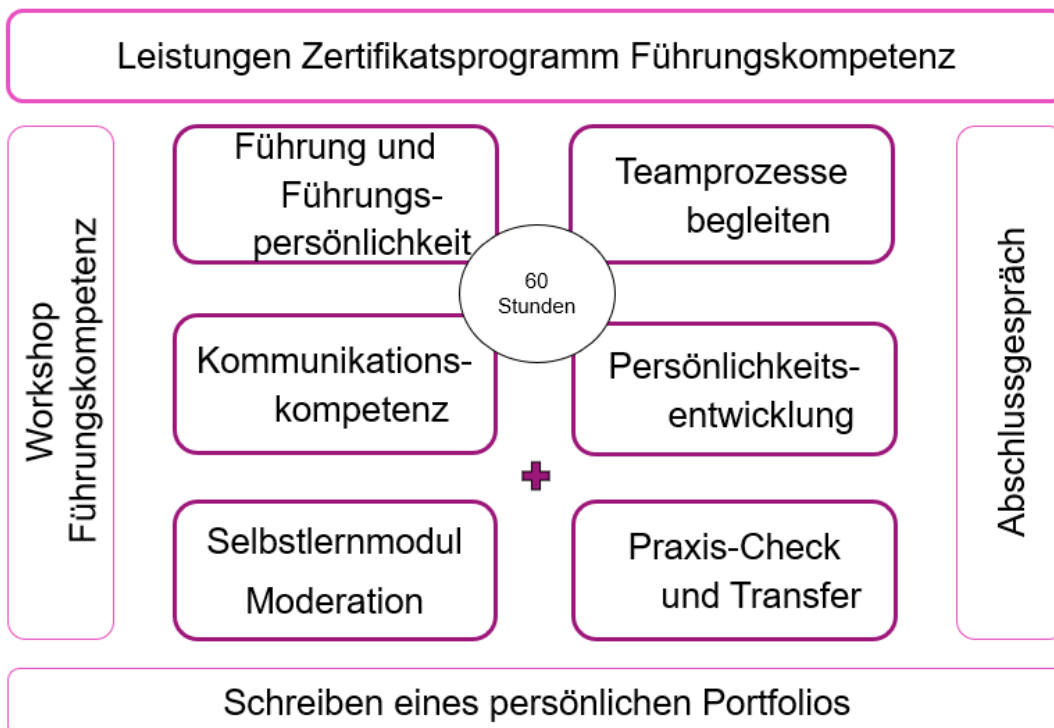 Leistungen Zertifikatsprogramm Führungskompetenz
Workshop
Führungskompetenz
Führung und
Führungs-
persönlichkeit
Teamprozesse
begleiten
60
Stunden
Kommunikations-
kompetenz
Persönlichkeits-
entwicklung
Selbstlernmodul
Moderation
Praxis-Check
und Transfer
Abschlussgespräch
Schreiben eines persönlichen Portfolios